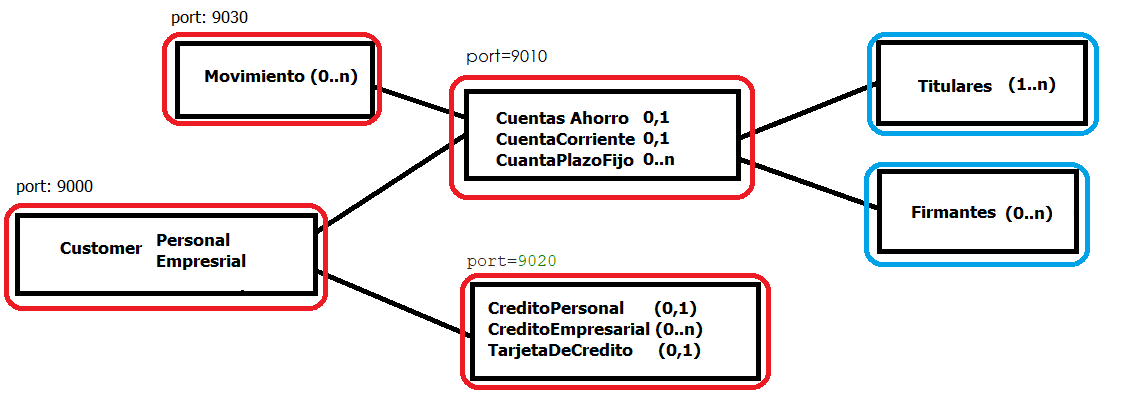 port: 9030
Movimiento (0..n)
port=9010
Cuentas Ahorro 0,1
CuentaCorriente 0,1
CuantaPlazoFijo 0..n
Titulares (1..n)
Firmantes (0..n)
port: 9000
Customer Personal
Empresrial
port=9020
CreditoPersonal (0,1)
CreditoEmpresarial (0..n)
TarjetaDeCredito (0,1)